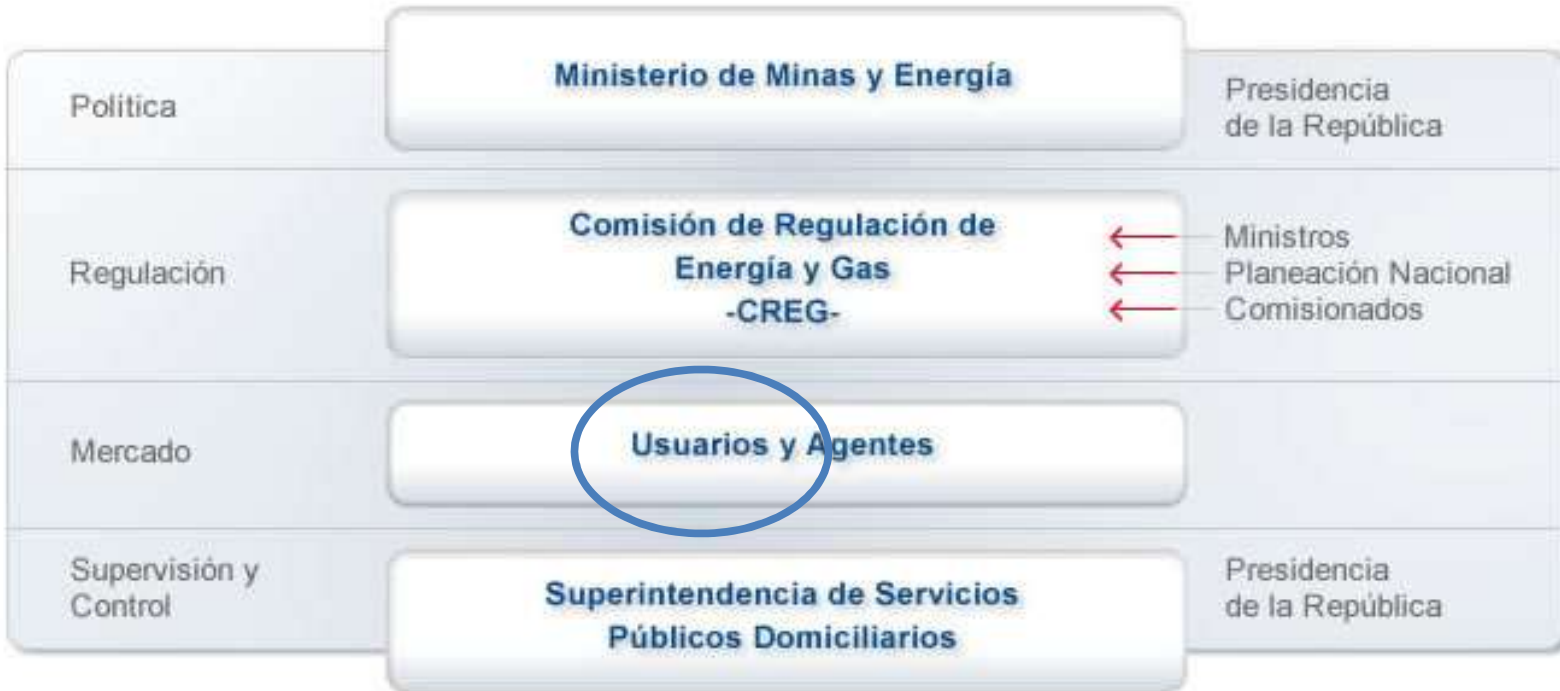 Política
Ministerio de Minas y Energía
Presidencia
de la República
Regulación
Comisión de Regulación de
Energía y Gas
-CREG-
Ministros
Planeación Nacional
Comisionados
Mercado
Usuarios y Agentes
Supervisión y
Control
Superintendencia de Servicios
Públicos Domiciliarios
Presidencia
de la República